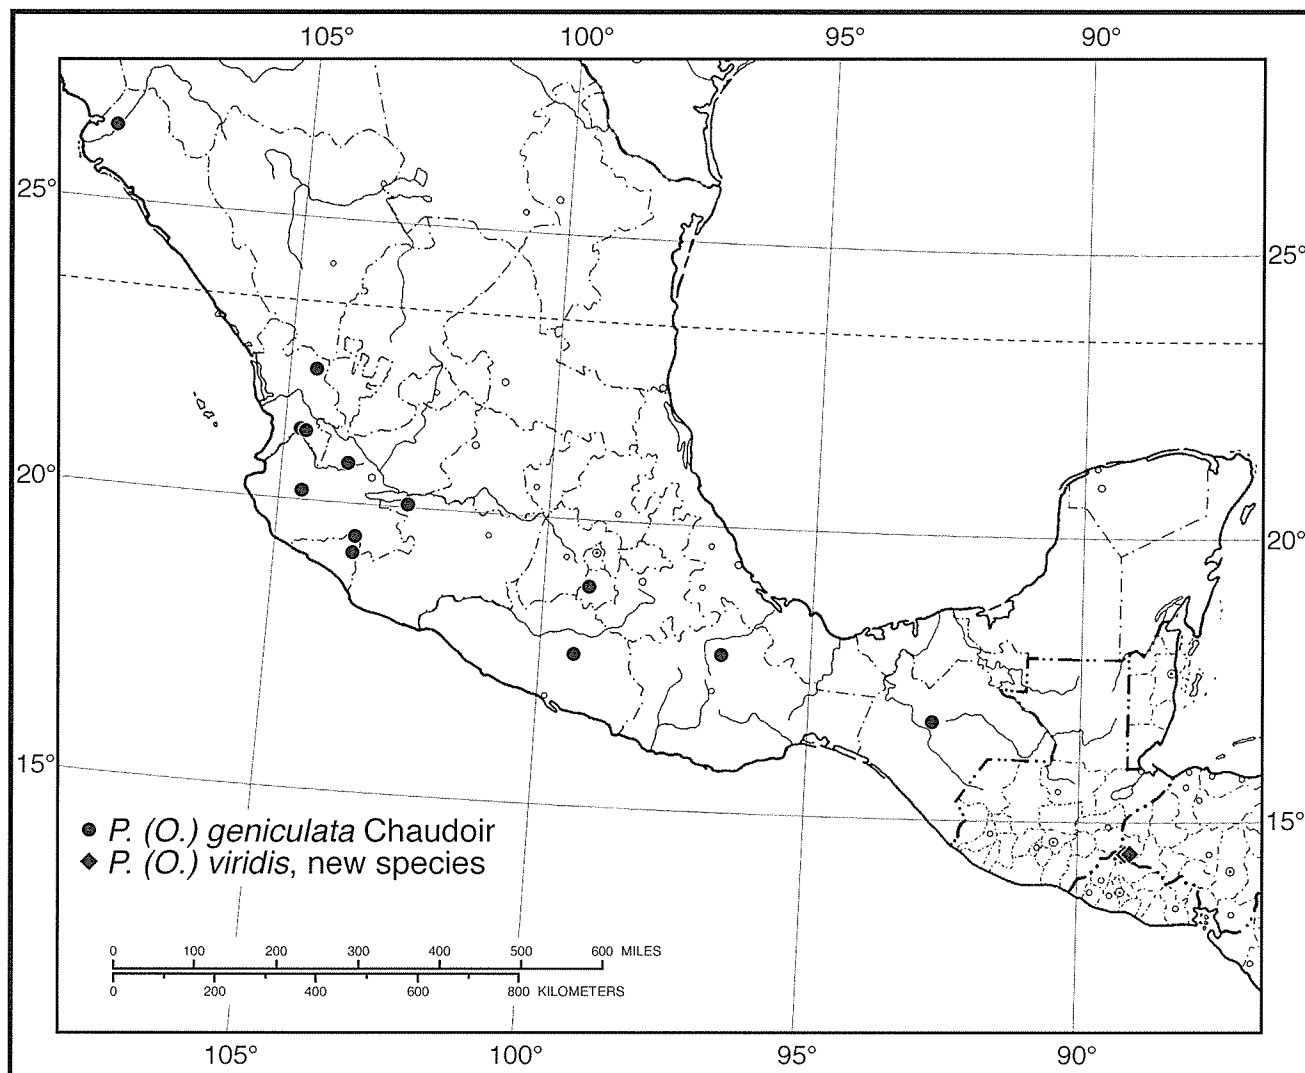 105° 100° 95° 90°
25°
25°
20°
20°
15°
15°
P. (O.) geniculata Chaudoir
P. (O.) viridis, new species
0 100 200 300 400 500 600 MILES
0 200 400 600 800 KILOMETERS
105° 100° 95° 90°